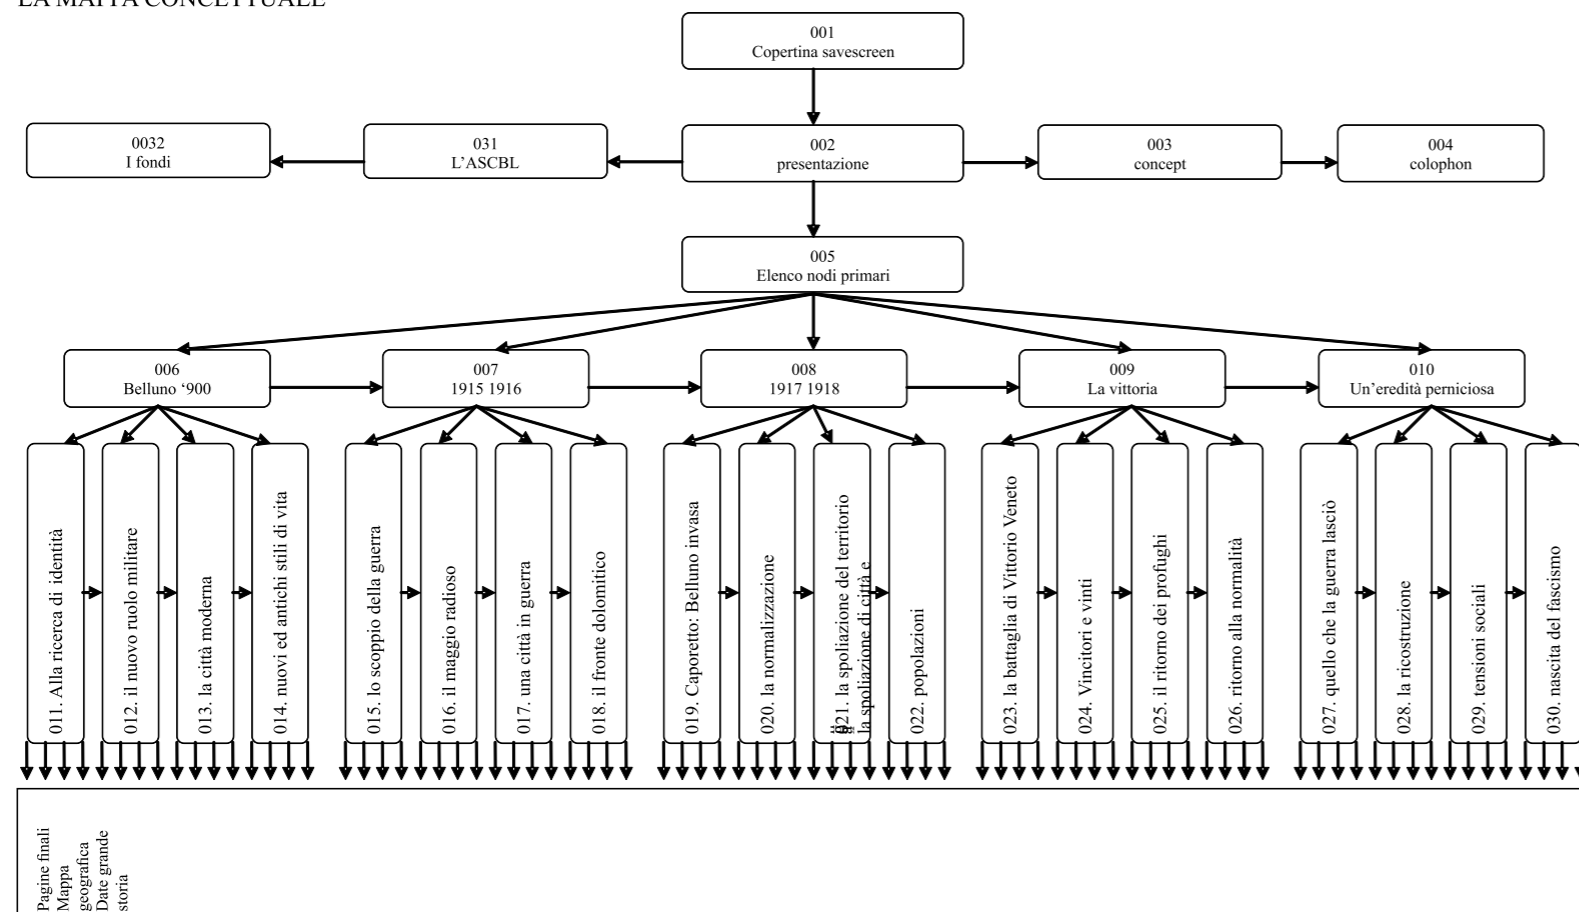 LA MAPPA CONCETTUALE
001
Copertina savescreen
0032
I fondi
031
L’ASCBL
002
presentazione
003
concept
004
colophon
005
Elenco nodi primari
006
Belluno ‘900
007
1915 1916
008
1917 1918
009
La vittoria
010
Un’eredità perniciosa
011. Alla ricerca di identità
012. il nuovo ruolo militare
013. la città moderna
014. nuovi ed antichi stili di vita
015. lo scoppio della guerra
016. il maggio radioso
017. una città in guerra
018. il fronte dolomitico
019. Caporetto: Belluno invasa
020. la normalizzazione
021. la spoliazione del territorio
la spoliazione di città e
022. popolazioni
023. la battaglia di Vittorio Veneto
024. Vincitori e vinti
025. il ritorno dei profughi
026. ritorno alla normalità
027. quello che la guerra lasciò
028. la ricostruzione
029. tensioni sociali
030. nascita del fascismo
Pagine finali
Mappa
geografica
Date grande
storia